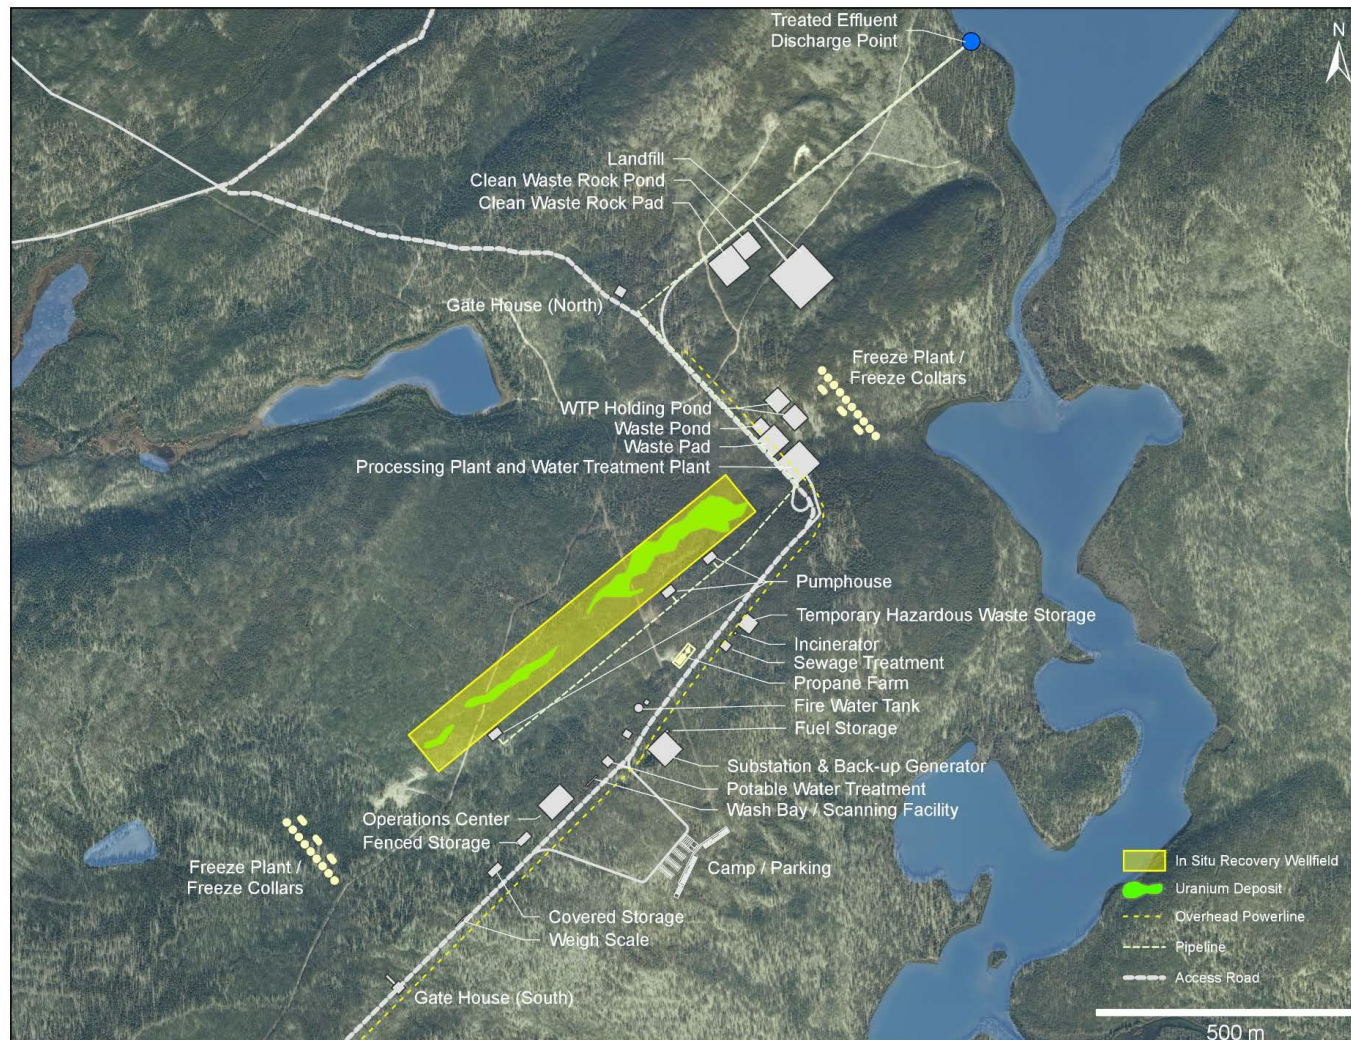 Treated Effluent
Discharge Point
N
Landfill
Clean Waste Rock Pond
Clean Waste Rock Pad
Gate House (North)
Freeze Plant /
Freeze Collars
WTP Holding Pond
Waste Pond
Waste Pad
Processing Plant and Water Treatment Plant
Pumphouse
Temporary Hazardous Waste Storage
Incinerator
Sewage Treatment
Propane Farm
Fire Water Tank
Fuel Storage
Substation & Back-up Generator
Potable Water Treatment
Wash Bay / Scanning Facility
Operations Center
Fenced Storage
Freeze Plant /
Freeze Collars
Camp / Parking
Covered Storage
Weigh Scale
Gate House (South)
In Situ Recovery Wellfield
Uranium Deposit
Overhead Powerline
Pipeline
Access Road
500 m